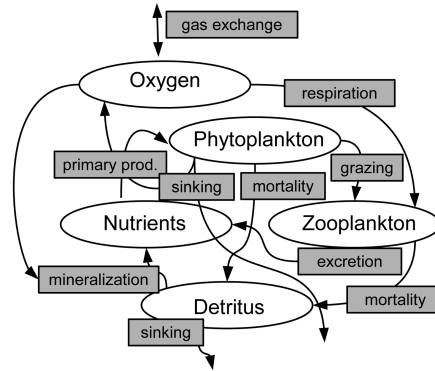 gas exchange
Oxygen
respiration
Phytoplankton
primary prod.
grazing
sinking
mortality
Nutrients
Zooplankton
excretion
mineralization
Detritus
mortality
sinking